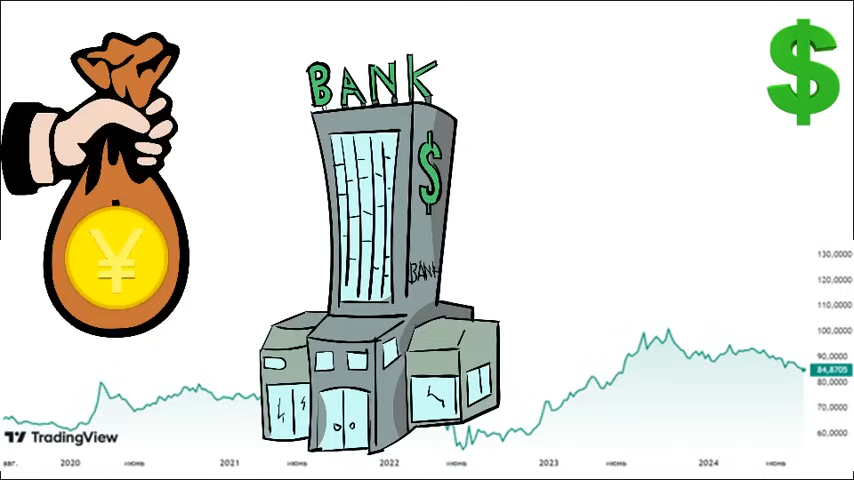 BANK
$
$
¥
BANK
130,0000
120,0000
110,0000
100,0000
90,0000
84,8705
80,0000
70,0000
60,0000
TradingView
авг.
2020
июнь
2021
июнь
2022
июнь
2023
июнь
2024
июнь